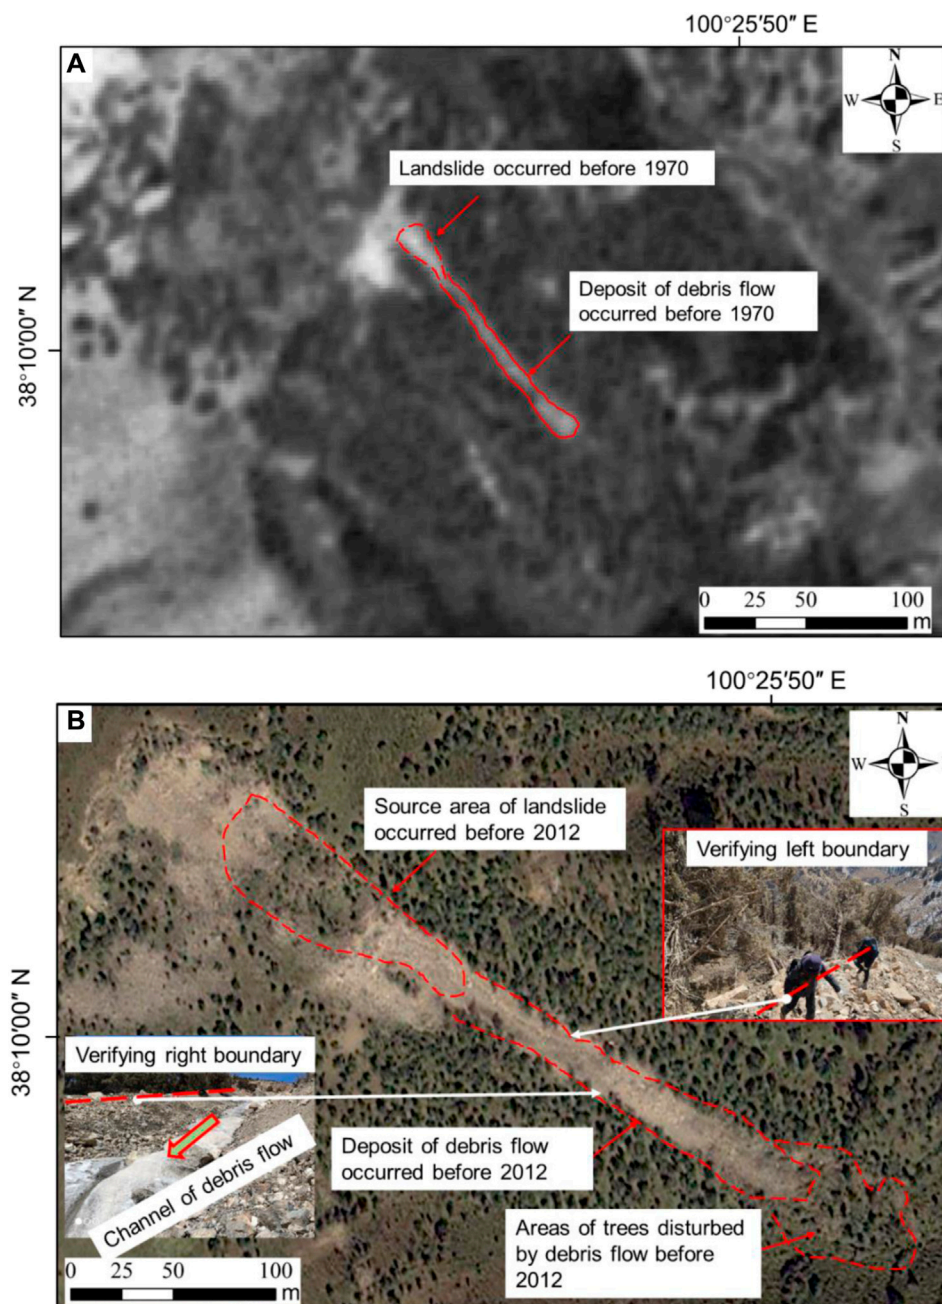 100°25′50″ E
A
N
W E
S
Landslide occurred before 1970
Deposit of debris flow
occurred before 1970
38°10′00″ N
0 25 50 100
m
100°25′50″ E
B
N
W
S
Source area of landslide
occurred before 2012
Verifying left boundary
38°10′00″ N
Verifying right boundary
Channel of debris flow
Deposit of debris flow
occurred before 2012
Areas of trees disturbed
by debris flow before
2012
0 25 50 100
m